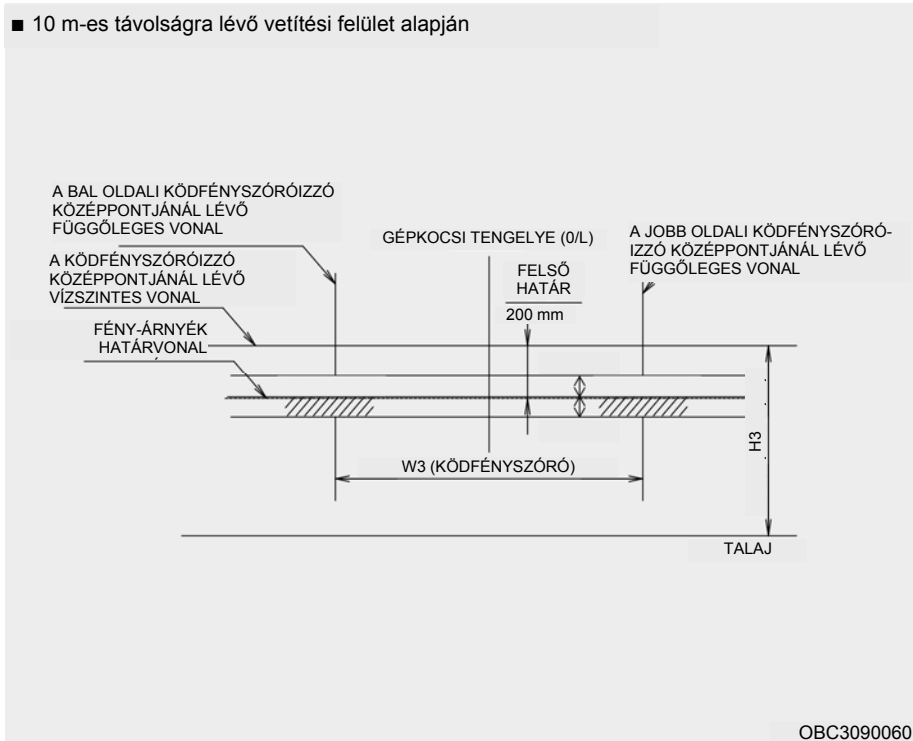 ■ 10 m-es távolságra lévő vetítési felület alapján
A BAL OLDALI KÖDFÉNYSZÓRÓIZZÓ
KÖZÉPPONTJÁNÁL LÉVŐ
FÜGGŐLEGES VONAL
A KÖDFÉNYSZÓRÓIZZÓ
KÖZÉPPONTJÁNÁL LÉVŐ
VÍZSZINTES VONAL
FÉNY-ÁRNYÉK
HATÁRVONAL
GÉPKOCSI TENGELYE (0/L)
FELSŐ
HATÁR
200 mm
A JOBB OLDALI KÖDFÉNYSZÓRÓ-
IZZÓ KÖZÉPPONTJÁNÁL LÉVŐ
FÜGGŐLEGES VONAL
H3
W3 (KÖDFÉNYSZÓRÓ)
TALAJ
OBC3090060